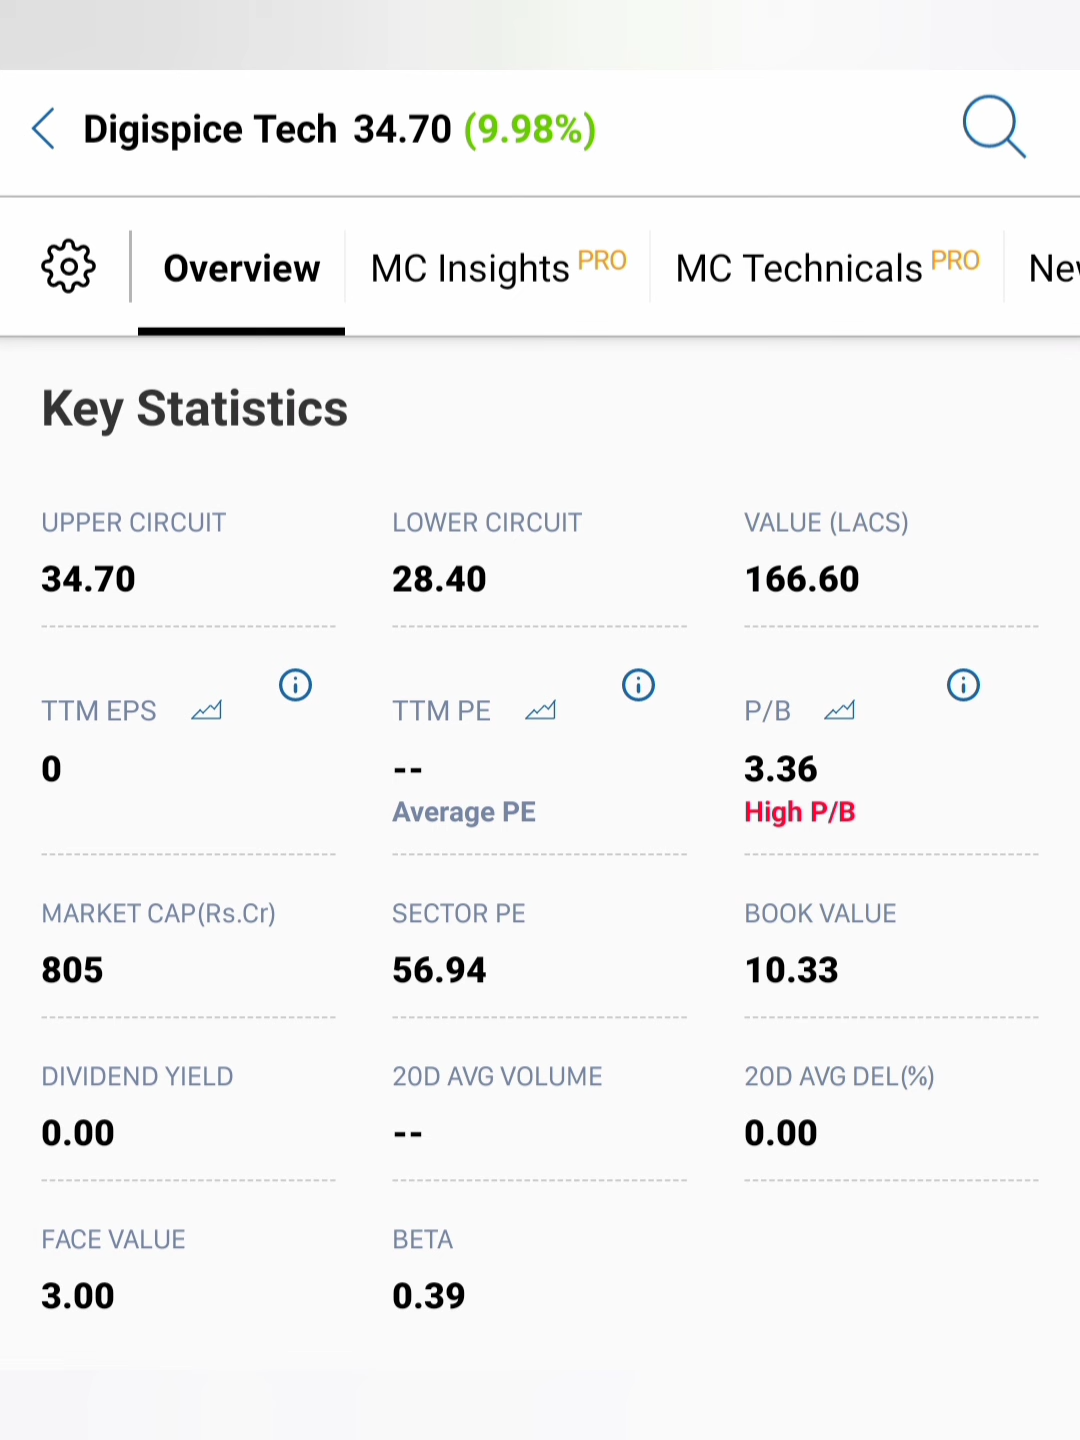 Digispice Tech 34.70 (9.98%)
Overview MC Insights PRO MC Technicals PRO Nev
Key Statistics
UPPER CIRCUIT LOWER CIRCUIT VALUE (LACS)
34.70 28.40 166.60
TTM EPS TTM PE P/B
0 -- 3.36
Average PE High P/B
MARKET CAP(Rs.Cr) SECTOR PE BOOK VALUE
805 56.94 10.33
DIVIDEND YIELD 20D AVG VOLUME 20D AVG DEL(%)
0.00 -- 0.00
FACE VALUE BETA
3.00 0.39